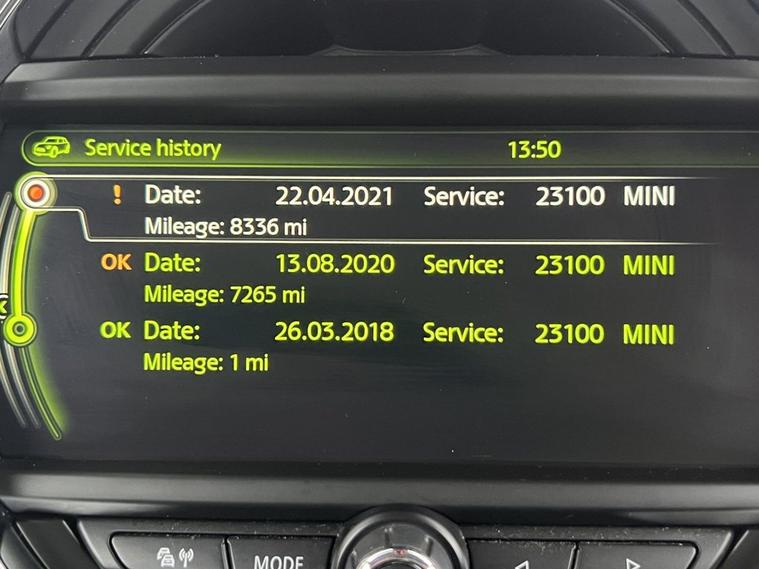 Service history 13:50
! Date: 22.04.2021 Service: 23100 MINI
Mileage: 8336 mi
OK Date: 13.08.2020 Service: 23100 MINI
Mileage: 7265 mi
OK Date: 26.03.2018 Service: 23100 MINI
Mileage: 1 mi
MODE